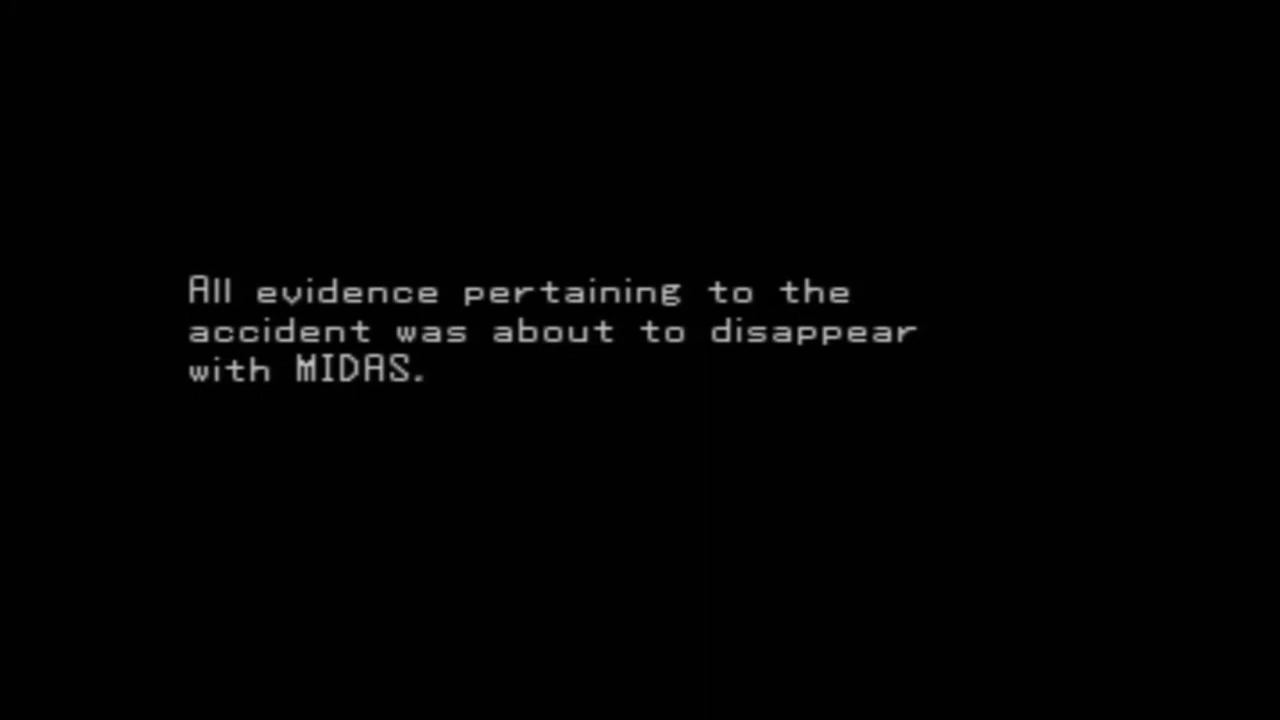 All evidence pertaining to the
accident was about to disappear
with MIDAS.